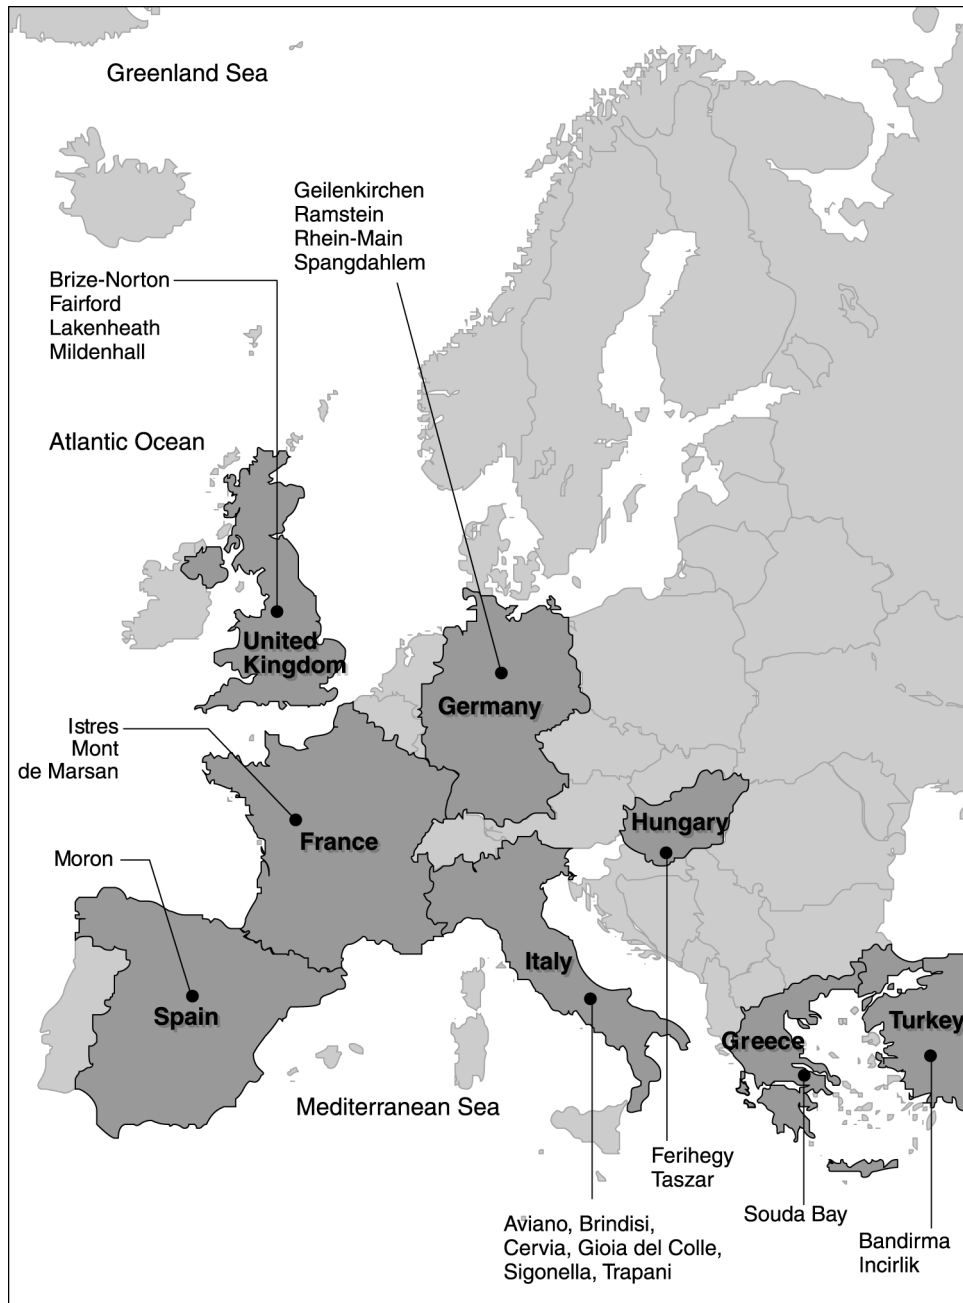 Greenland Sea
Geilenkirchen
Ramstein
Rhein-Main
Spangdahlem
Brize-Norton
Fairford
Lakenheath
Mildenhall
Atlantic Ocean
United
Kingdom
Germany
Istres
Mont
de Marsan
France
Hungary
Moron
Spain
Italy
Greece
Turkey
Mediterranean Sea
Ferihegy
Taszar
Souda Bay
Aviano, Brindisi,
Cervia, Gioia del Colle,
Sigonella, Trapani
Bandirma
Incirlik